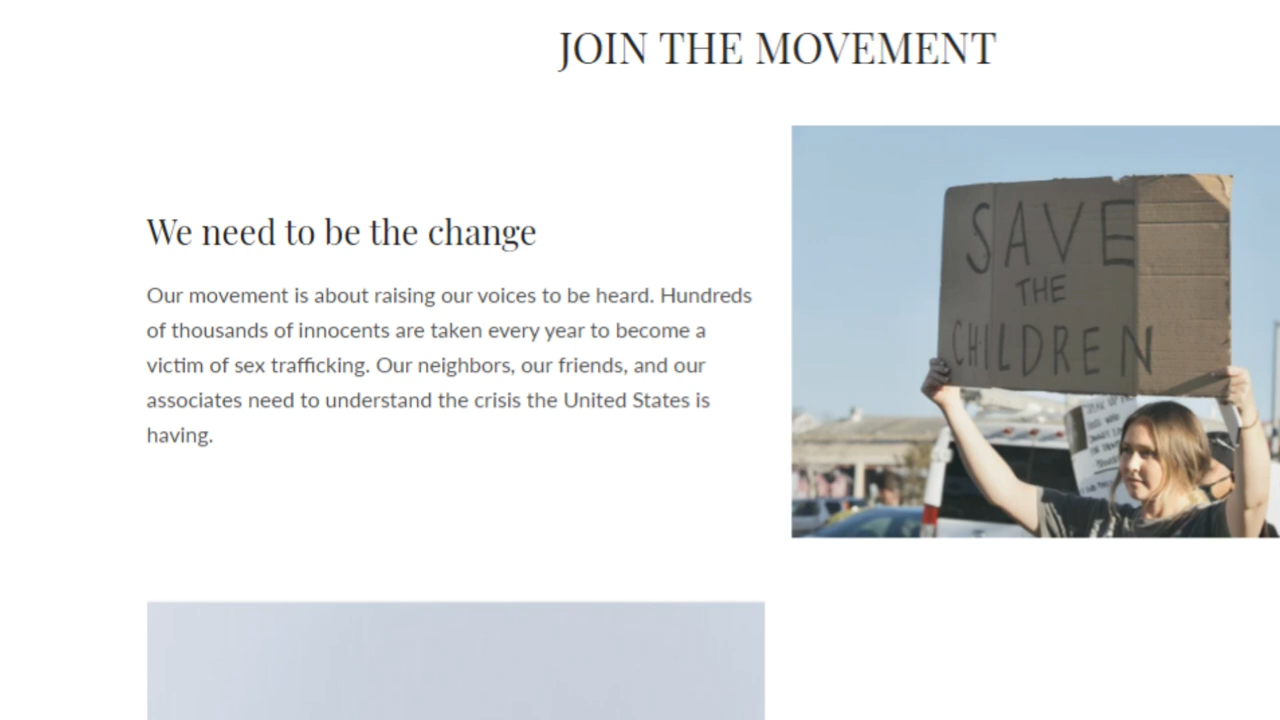 JOIN THE MOVEMENT
We need to be the change
Our movement is about raising our voices to be heard. Hundreds
of thousands of innocents are taken every year to become a
victim of sex trafficking. Our neighbors, our friends, and our
associates need to understand the crisis the United States is
having.
SAVE
THE
CHILDREN